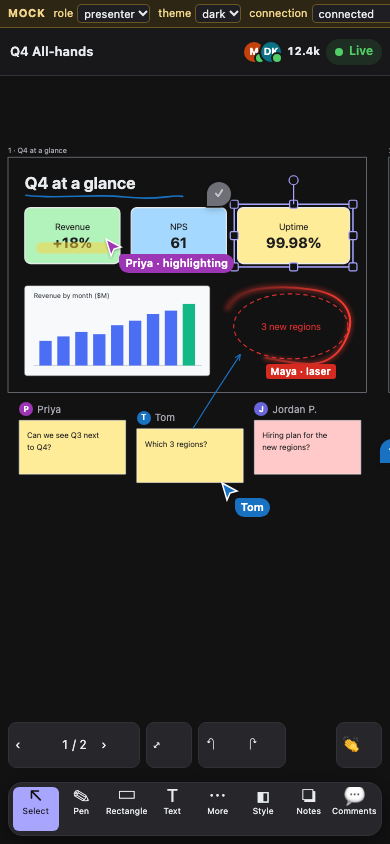 MOCK role presenter theme dark connection connected
Q4 All-hands
M DK 12.4k Live
1 · Q4 at a glance
Q4 at a glance
Revenue
+18%
NPS
61
Uptime
99.98%
Priya · highlighting
Revenue by month ($M)
3 new regions
Maya · laser
P Priya
T Tom
J Jordan P.
Can we see Q3 next
to Q4?
Which 3 regions?
Hiring plan for the
new regions?
Tom
1 / 2
Select Pen Rectangle Text More Style Notes Comments